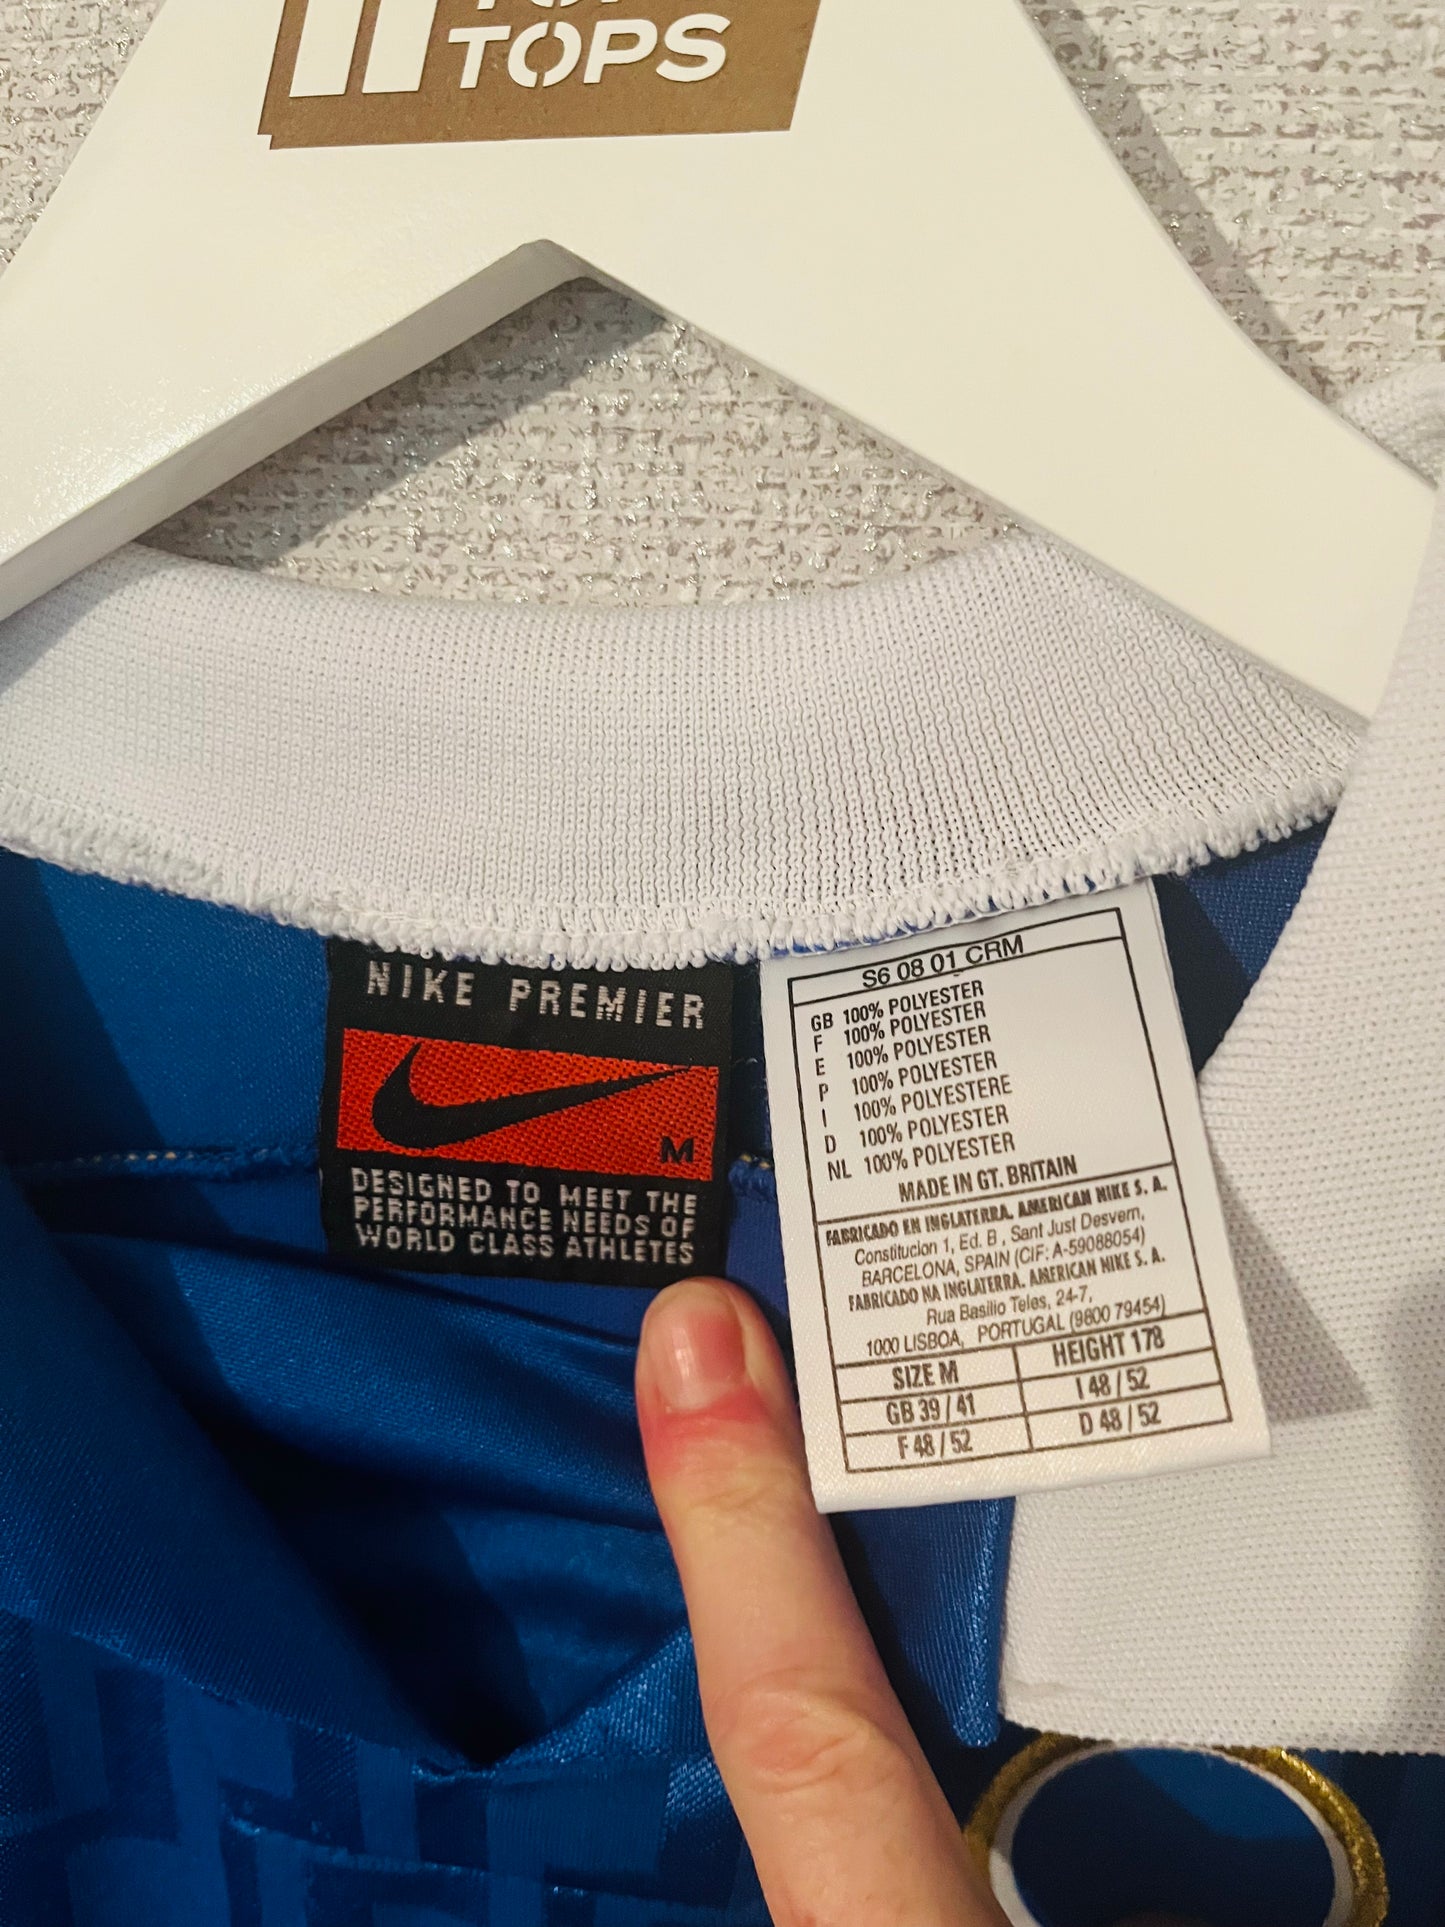 TOPS
NIKE PREMIER
M
DESIGNED TO MEET THE
PERFORMANCE NEEDS OF
WORLD CLASS ATHLETES
S6 08 01 CRM
GB 100% POLYESTER
F 100% POLYESTER
E 100% POLYESTER
P 100% POLYESTER
I 100% POLYESTERE
D 100% POLYESTER
NL 100% POLYESTER
MADE IN GT. BRITAIN
FABRICADO EN INGLATERRA. AMERICAN NIKE S. A.
Constitucion 1, Ed. B , Sant Just Desvern,
BARCELONA, SPAIN (CIF: A-59088054)
FABRICADO NA INGLATERRA. AMERICAN NIKE S. A.
Rua Basilio Teles, 24-7,
1000 LISBOA, PORTUGAL (9800 79454)
SIZE M HEIGHT 178
GB 39 / 41 I 48 / 52
F 48 / 52 D 48 / 52